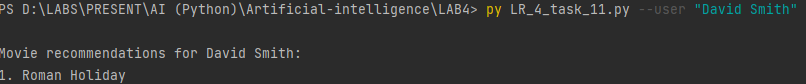 PS D:\LABS\PRESENT\AI (Python)\Artificial-intelligence\LAB4> py LR_4_task_11.py --user "David Smith"
Movie recommendations for David Smith:
1. Roman Holiday